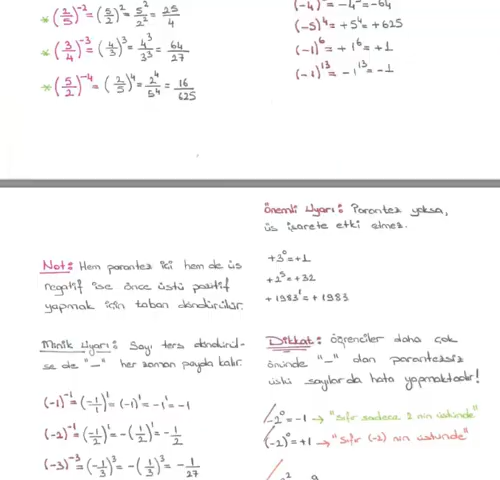 * (2/5)^-2 = (5/2)^2 = 5^2/2^2 = 25/4
* (3/4)^-3 = (4/3)^3 = 4^3/3^3 = 64/27
* (5/2)^-4 = (2/5)^4 = 2^4/5^4 = 16/625
(-5)^4 = +5^4 = +625
(-1)^6 = +1^6 = +1
(-1)^13 = -1^13 = -1
Not: Hem parantez içi hem de üs
negatif ise önce üstü pozitif
yapmak için taban döndürülür.
Minik Uyarı: Sayı ters döndürül-
se de "-" her zaman payda kalır.
(-1)^-1 = (-1/1)^1 = (-1)^1 = -1^1 = -1
(-2)^-1 = (-1/2)^1 = -(1/2)^1 = -1/2
(-3)^-3 = (-1/3)^3 = -(1/3)^3 = -1/27
Önemli Uyarı: Parantez yoksa,
üs işarete etki etmez.
+3^0 = +1
+2^5 = +32
+1983^1 = +1983
Dikkat: Öğrenciler daha çok
önünde "-" olan parantezsiz
üslü sayılarda hata yapmaktadır!
-2^0 = -1 → "Sıfır sadece 2 nin üstünde"
(-2)^0 = +1 → "Sıfır (-2) nin üstünde"